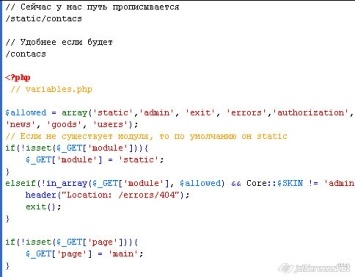 // Сейчас у нас путь прописывается
/static/contacs
// Удобнее если будет
/contacs
<?php
// variables.php
$allowed = array('static','admin', 'exit', 'errors','authorization',
'news', 'goods', 'users');
// Если не существует модуля, то по умолчанию он static
if(!isset($_GET['module'])){
$_GET['module'] = 'static';
}
elseif(!in_array($_GET['module'], $allowed) && Core::$SKIN != 'admin
header("Location: /errors/404");
exit();
}
if(!isset($_GET['page'])){
$_GET['page'] = 'main';
}